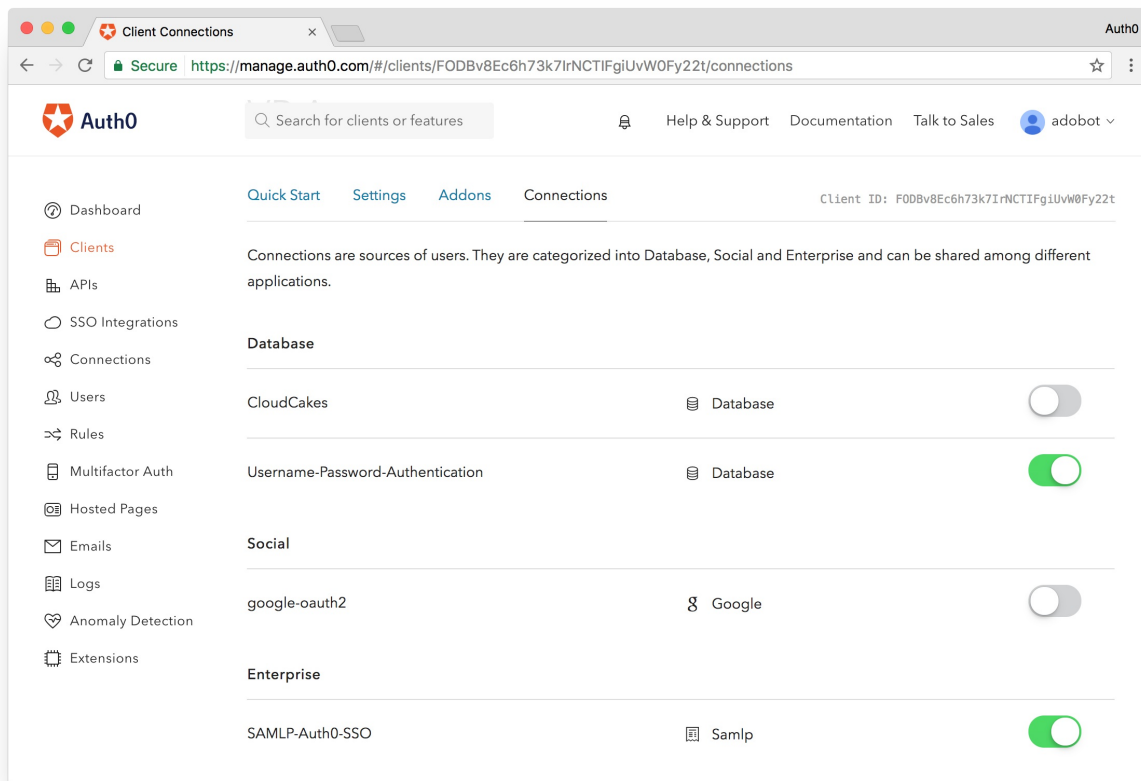 Client Connections
Auth0
Secure https://manage.auth0.com/#/clients/FODBv8Ec6h73k7IrNCTIFgiUvW0Fy22t/connections
Auth0
Search for clients or features
Help & Support
Documentation
Talk to Sales
adobot
Dashboard
Clients
APIs
SSO Integrations
Connections
Users
Rules
Multifactor Auth
Hosted Pages
Emails
Logs
Anomaly Detection
Extensions
Quick Start
Settings
Addons
Connections
Client ID: FODBv8Ec6h73k7IrNCTIFgiUvW0Fy22t
Connections are sources of users. They are categorized into Database, Social and Enterprise and can be shared among different
applications.
Database
CloudCakes
Database
Username-Password-Authentication
Database
Social
google-oauth2
Google
Enterprise
SAMLP-Auth0-SSO
Samlp